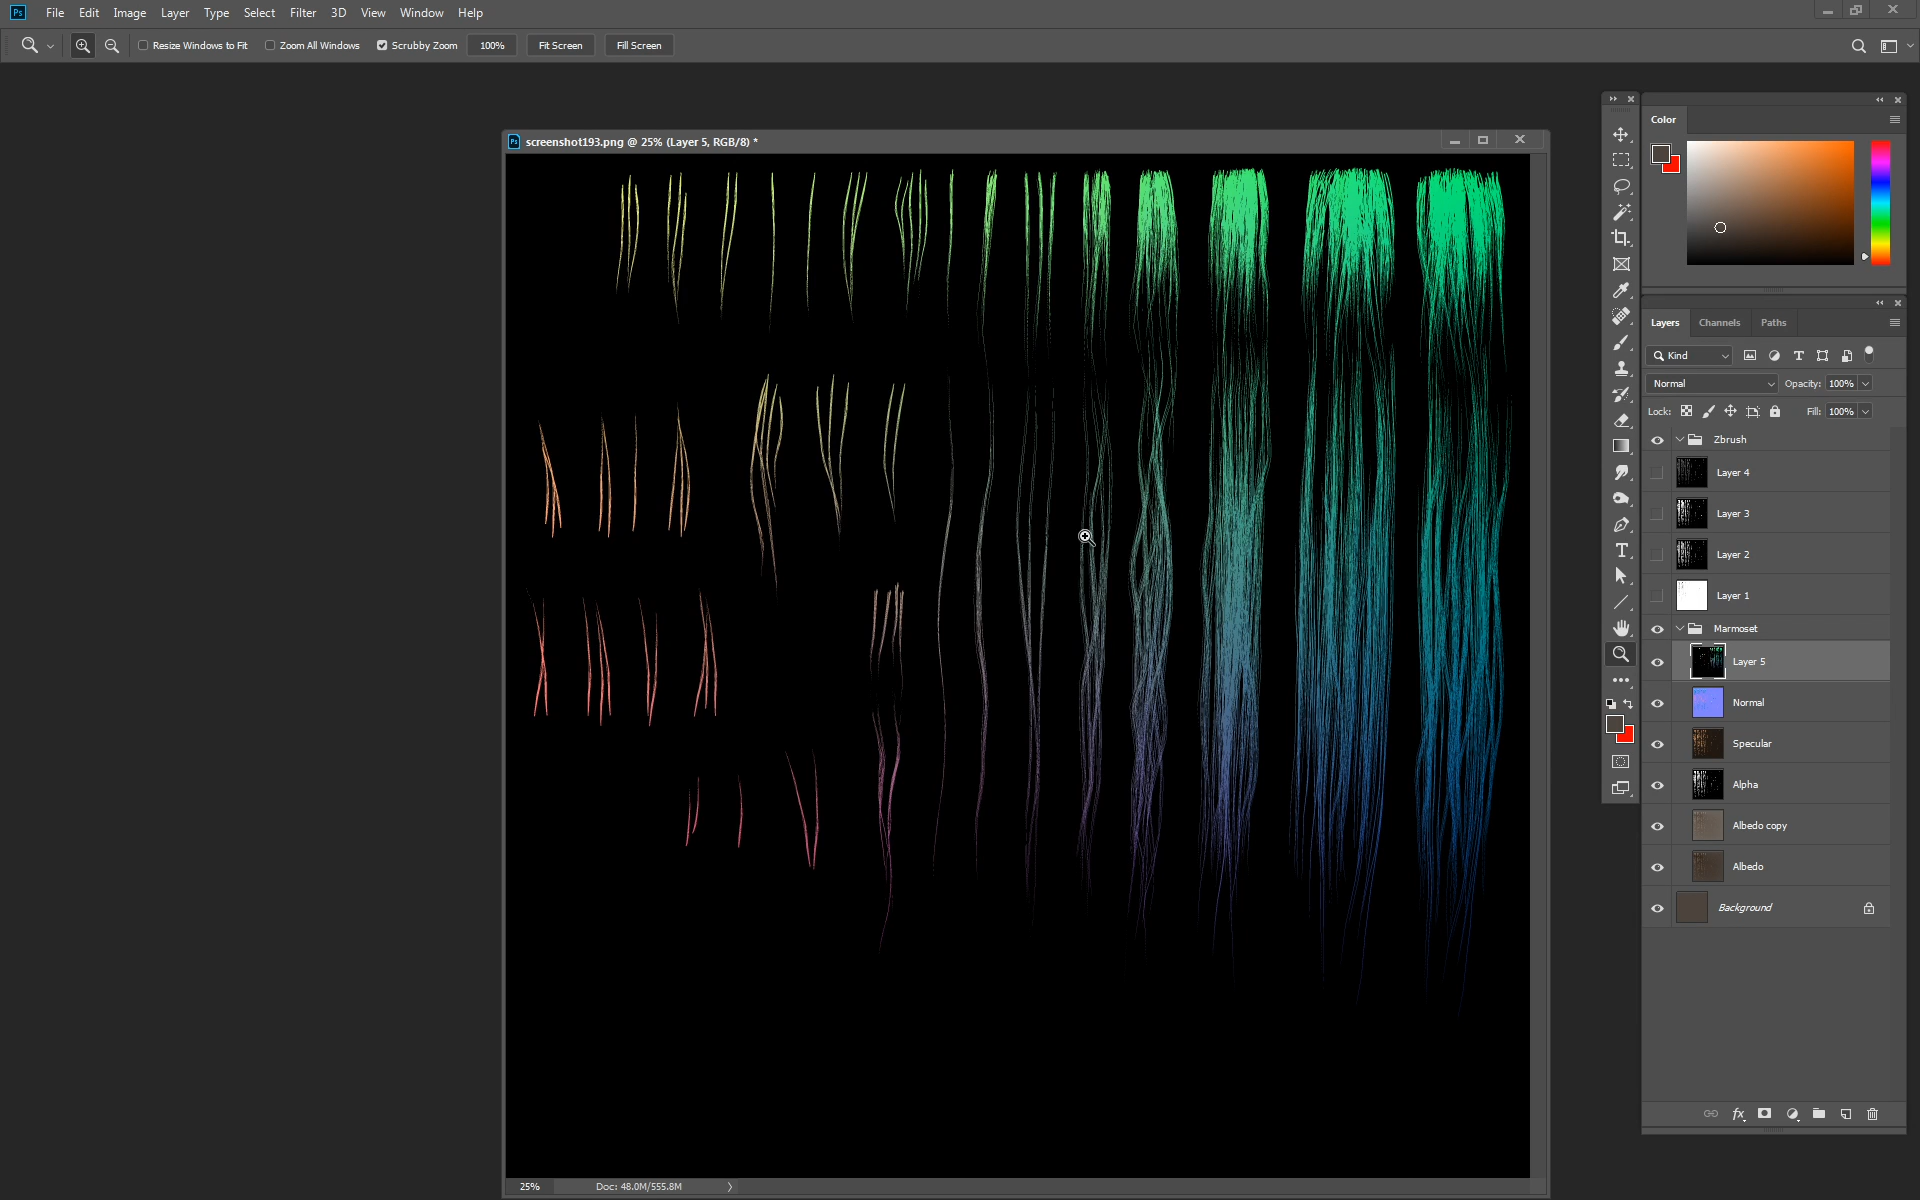 Ps File Edit Image Layer Type Select Filter 3D View Window Help
Resize Windows to Fit Zoom All Windows Scrubby Zoom 100% Fit Screen Fill Screen
Ps screenshot193.png @ 25% (Layer 5, RGB/8) *
Color
Layers Channels Paths
Kind
Normal Opacity: 100%
Lock: Fill: 100%
Zbrush
Layer 4
Layer 3
Layer 2
Layer 1
Marmoset
Layer 5
Normal
Specular
Alpha
Albedo copy
Albedo
Background
fx
25% Doc: 48.0M/555.8M